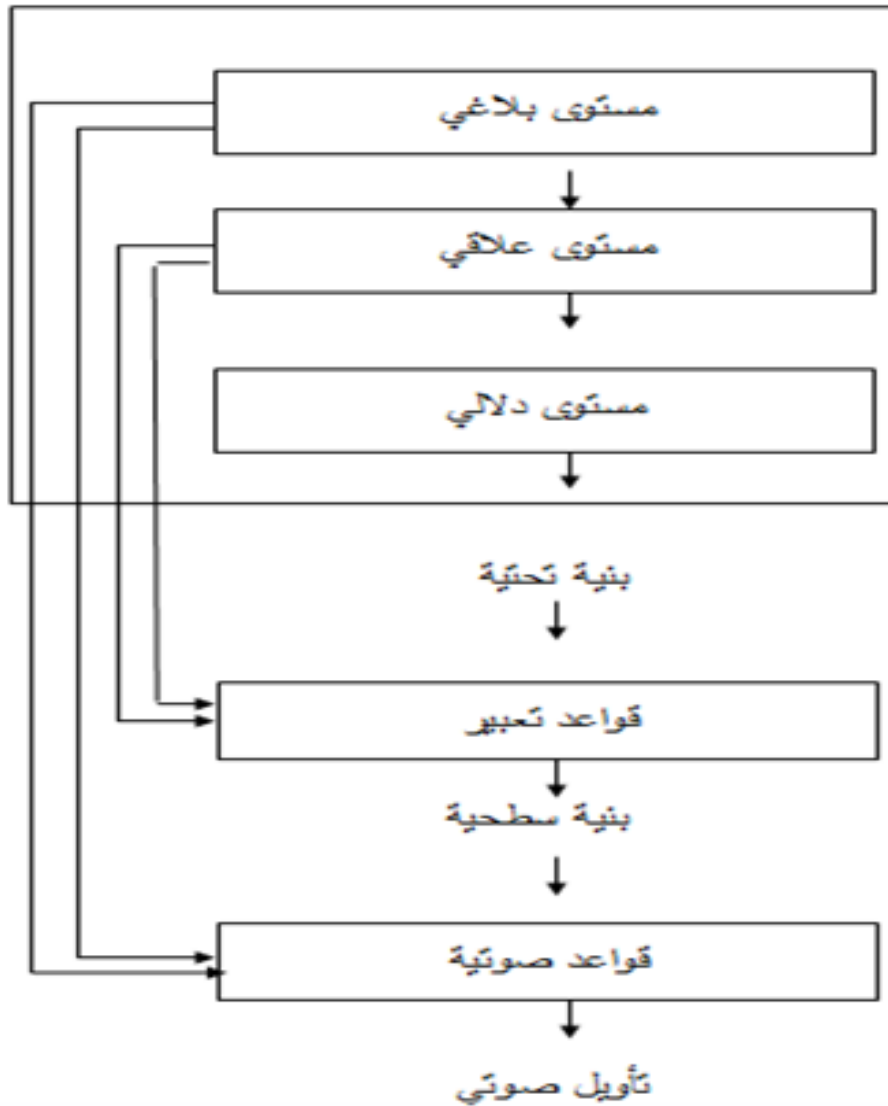 مستوى بلاغي
مستوى علاقي
مستوى دلالي
بنية تحتية
قواعد تعبير
بنية سطحية
قواعد صوتية
تأويل صوتي